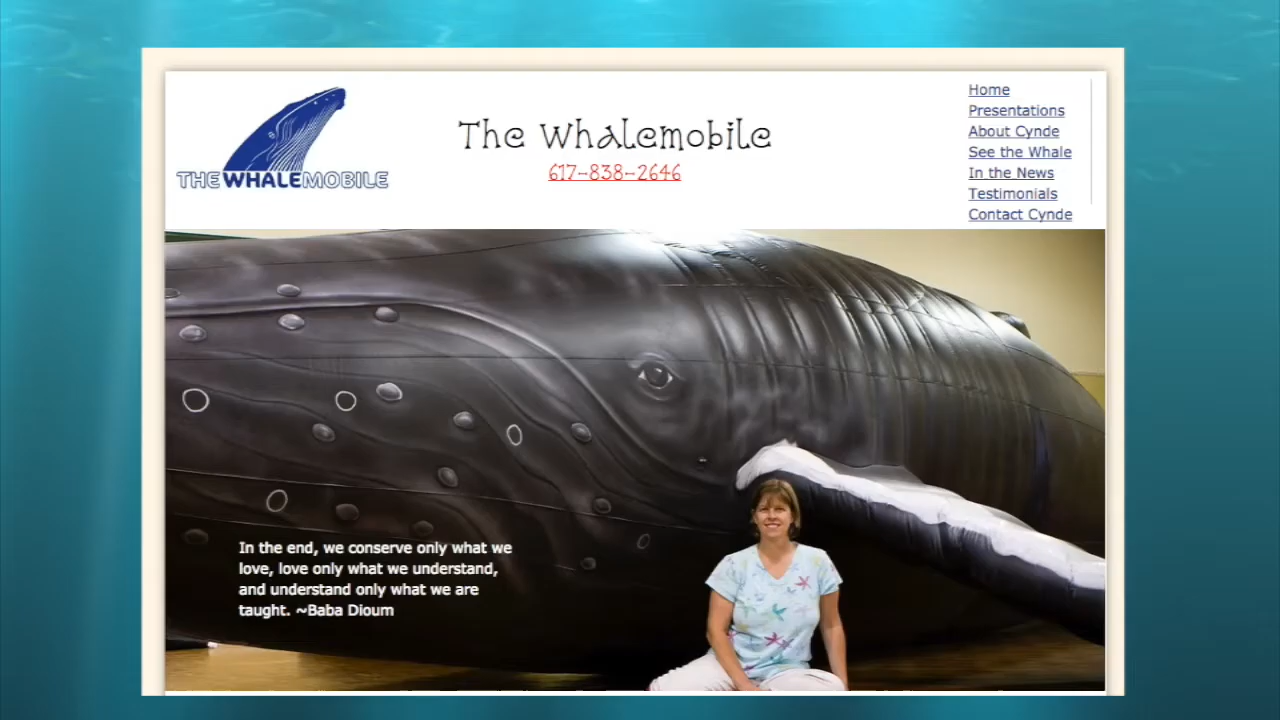 THE WHALEMOBILE
The Whalemobile
617-838-2646
Home
Presentations
About Cynde
See the Whale
In the News
Testimonials
Contact Cynde
In the end, we conserve only what we
love, love only what we understand,
and understand only what we are
taught. ~Baba Dioum